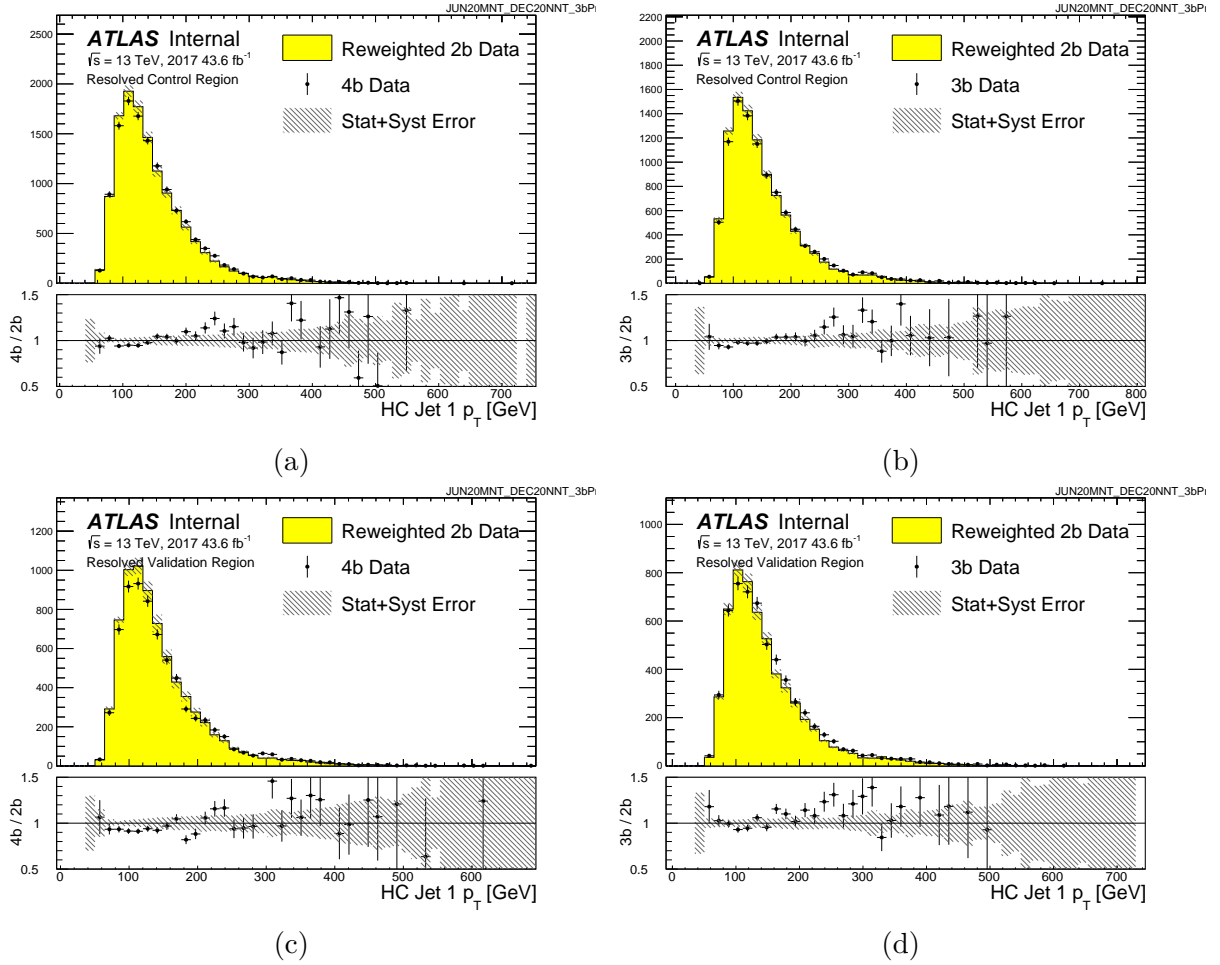 JUN20MNT_DEC20NNT_3bPr
2500
2000
1500
1000
500
0
ATLAS Internal
√s = 13 TeV, 2017 43.6 fb-1
Resolved Control Region
Reweighted 2b Data
4b Data
Stat+Syst Error
1.5
1
0.5
4b / 2b
0 100 200 300 400 500 600 700
HC Jet 1 pT [GeV]
(a)
JUN20MNT_DEC20NNT_3bPr
2200
2000
1800
1600
1400
1200
1000
800
600
400
200
0
ATLAS Internal
√s = 13 TeV, 2017 43.6 fb-1
Resolved Control Region
Reweighted 2b Data
3b Data
Stat+Syst Error
1.5
1
0.5
3b / 2b
0 100 200 300 400 500 600 700 800
HC Jet 1 pT [GeV]
(b)
JUN20MNT_DEC20NNT_3bPr
1200
1000
800
600
400
200
0
ATLAS Internal
√s = 13 TeV, 2017 43.6 fb-1
Resolved Validation Region
Reweighted 2b Data
4b Data
Stat+Syst Error
1.5
1
0.5
4b / 2b
0 100 200 300 400 500 600
HC Jet 1 pT [GeV]
(c)
JUN20MNT_DEC20NNT_3bPr
1000
800
600
400
200
0
ATLAS Internal
√s = 13 TeV, 2017 43.6 fb-1
Resolved Validation Region
Reweighted 2b Data
3b Data
Stat+Syst Error
1.5
1
0.5
3b / 2b
0 100 200 300 400 500 600 700
HC Jet 1 pT [GeV]
(d)